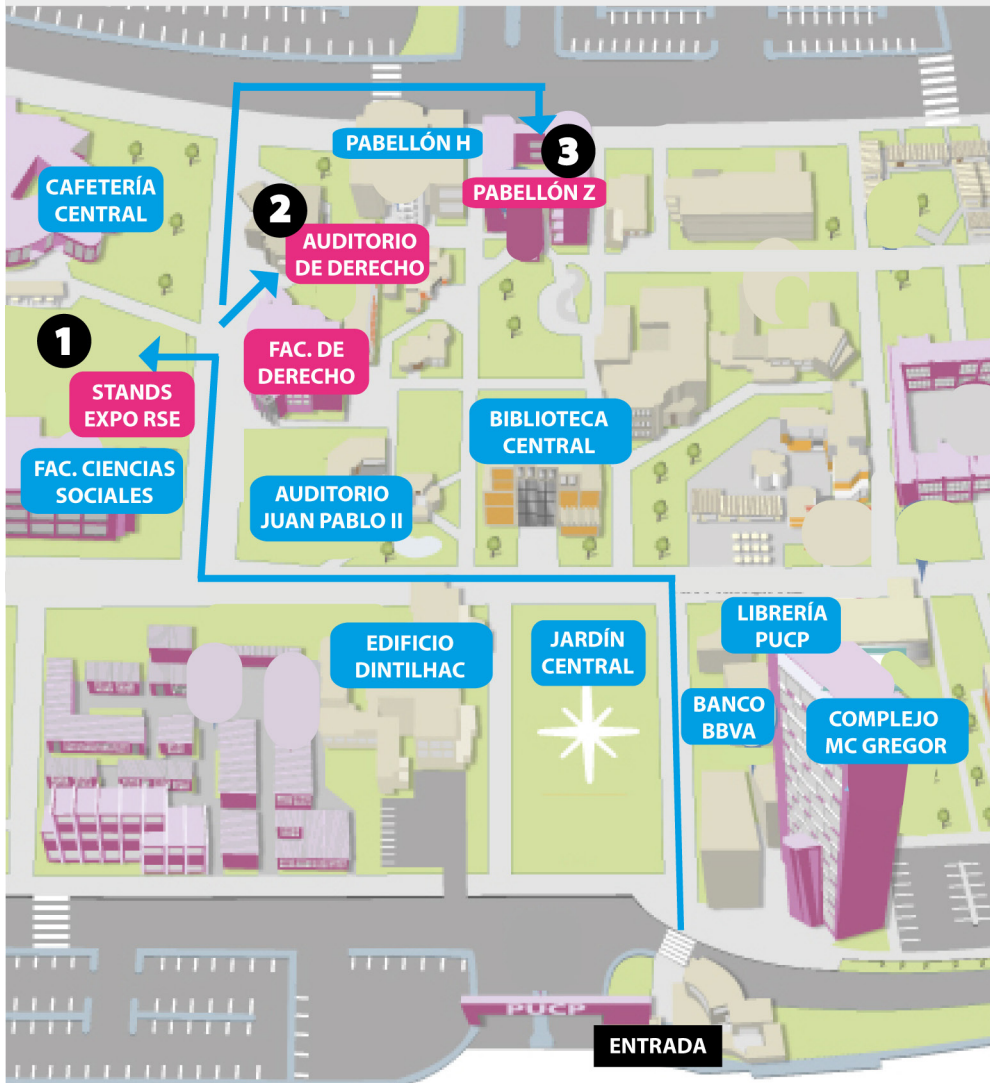 PABELLÓN H
3
PABELLÓN Z
CAFETERÍA
CENTRAL
2
AUDITORIO
DE DERECHO
1
STANDS
EXPO RSE
FAC. DE
DERECHO
FAC. CIENCIAS
SOCIALES
AUDITORIO
JUAN PABLO II
BIBLIOTECA
CENTRAL
EDIFICIO
DINTILHAC
JARDÍN
CENTRAL
LIBRERÍA
PUCP
BANCO
BBVA
COMPLEJO
MC GREGOR
PUCP
ENTRADA